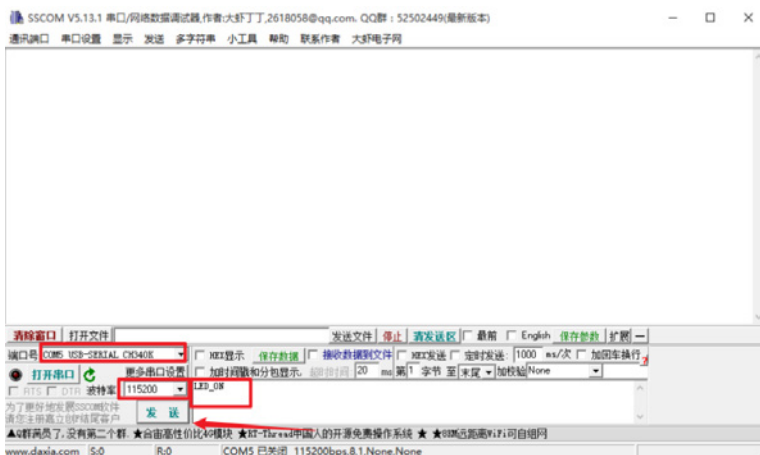 SSCOM V5.13.1 串口/网络数据调试器,作者:大虾丁丁,2618058@qq.com. QQ群：52502449(最新版本)
通讯端口 串口设置 显示 发送 多字符串 小工具 帮助 联系作者 大虾电子网
清除窗口 打开文件 发送文件 停止 清发送区 最前 English 保存参数 扩展 —
端口号 COM5 USB-SERIAL CH340K HEX显示 保存数据 接收数据到文件 HEX发送 定时发送: 1000 ms/次 加回车换行
打开串口 更多串口设置 加时间戳和分包显示. 超时时间 20 ms 第1 字节 至 末尾 加校验 None
RTS DTR 波特率: 115200 LED_ON
为了更好地发展SSCOM软件
请您注册嘉立创F结尾客户 发 送
▲Q群满员了,没有第二个群. ★合宙高性价比4G模块 ★RT-Thread中国人的开源免费操作系统 ★ ★8KM远距离WiFi可自组网
www.daxia.com S:0 R:0 COM5 已关闭 115200bps,8,1,None,None